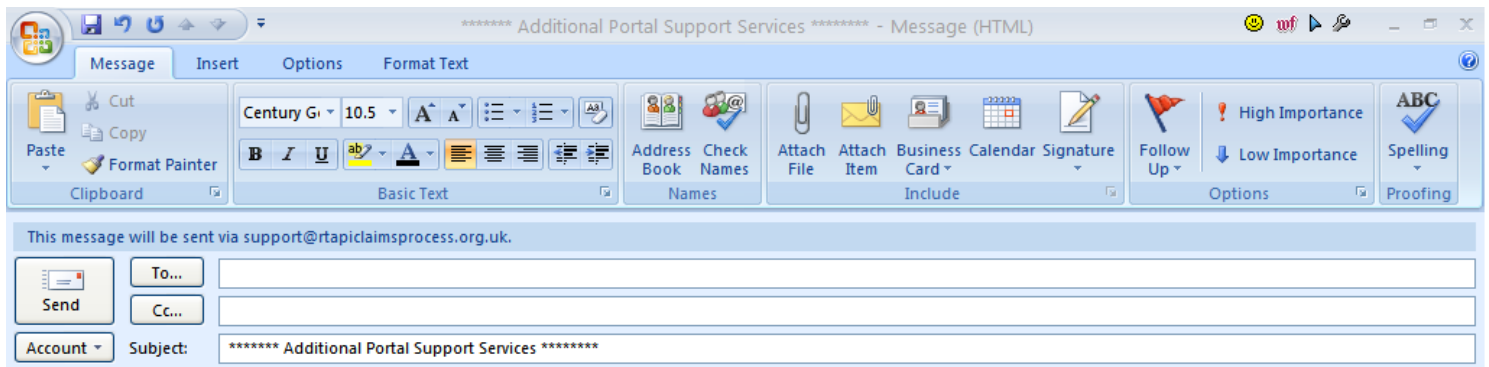 ******* Additional Portal Support Services ******** - Message (HTML)
Message Insert Options Format Text
Cut
Copy
Paste
Format Painter
Clipboard
Century G 10.5
B I U
Basic Text
Address Book
Check Names
Names
Attach File
Attach Item
Business Card
Calendar
Signature
Include
Follow Up
High Importance
Low Importance
Options
ABC
Spelling
Proofing
This message will be sent via support@rtapiclaimsprocess.org.uk.
Send
To...
Cc...
Account
Subject: ******* Additional Portal Support Services ********